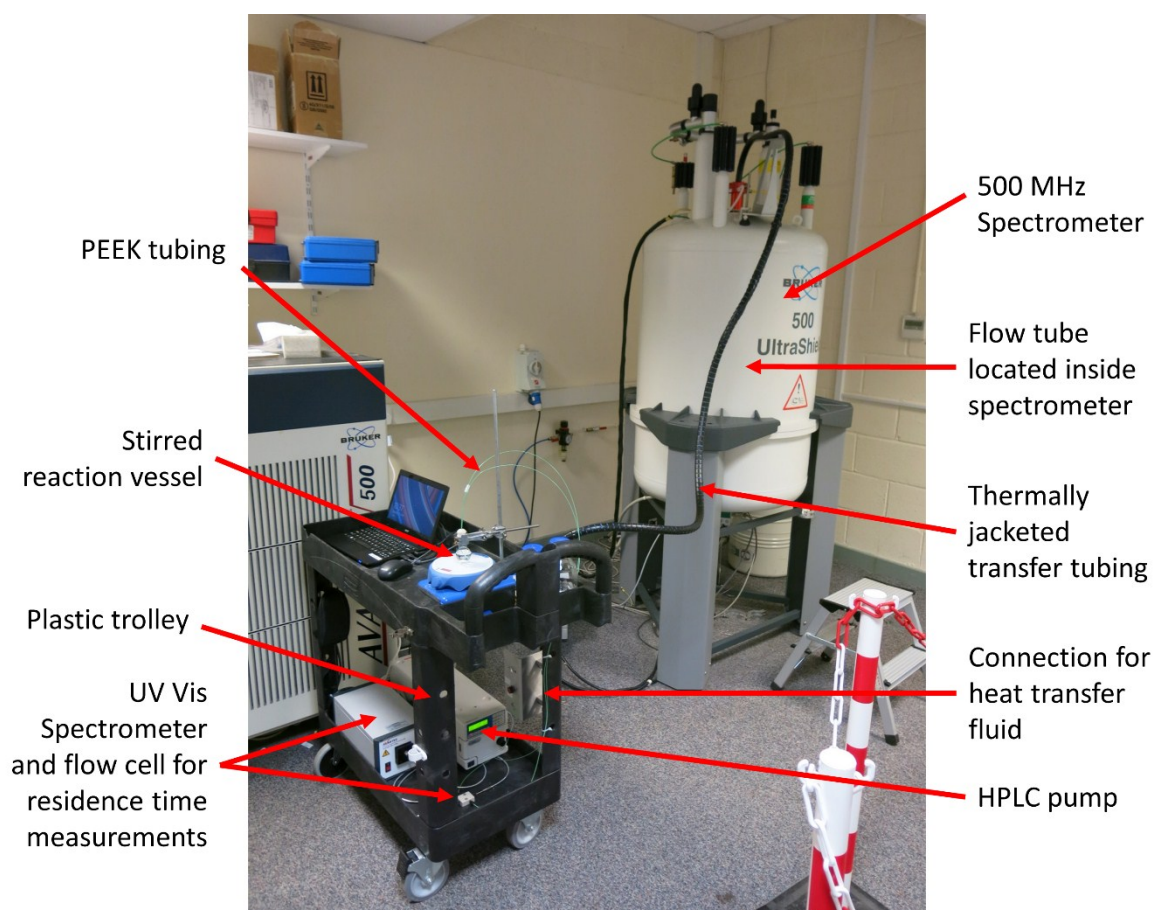 PEEK tubing
Stirred
reaction vessel
Plastic trolley
UV Vis
Spectrometer
and flow cell for
residence time
measurements
500 MHz
Spectrometer
Flow tube
located inside
spectrometer
Thermally
jacketed
transfer tubing
Connection for
heat transfer
fluid
HPLC pump
BRUKER
500
UltraShie
BRUKER
500
AVA